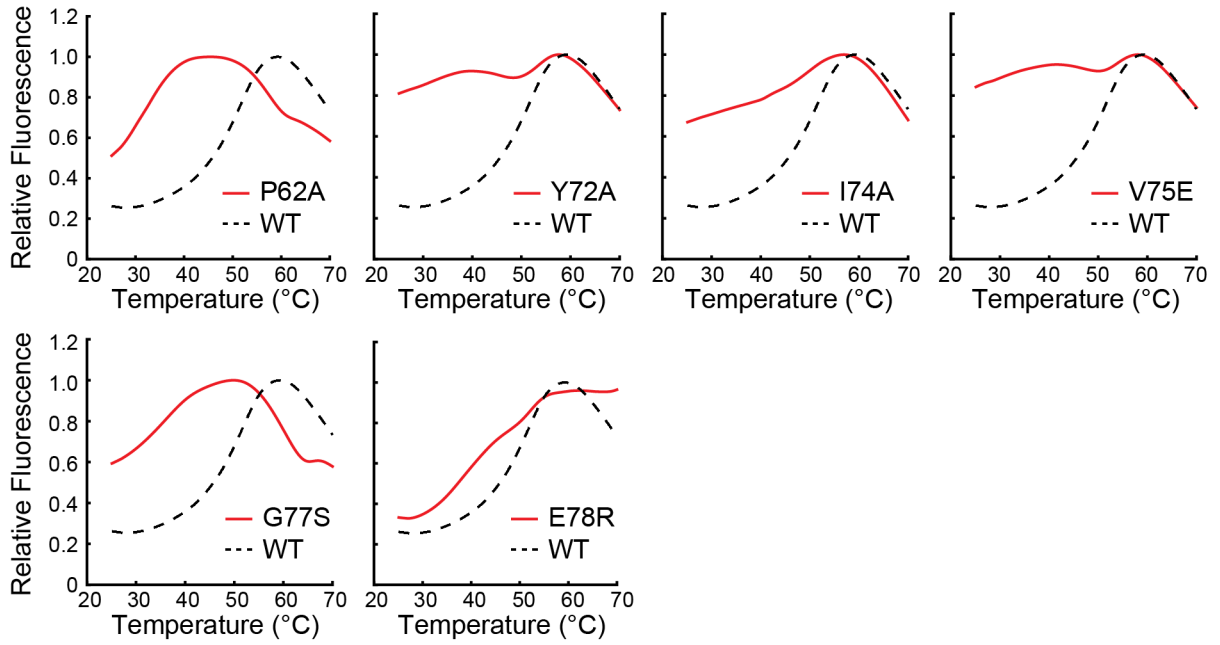 Relative Fluorescence
1.2
1.0
0.8
0.6
0.4
0.2
0
P62A
WT
Y72A
WT
I74A
WT
V75E
WT
20 30 40 50 60 70
20 30 40 50 60 70
20 30 40 50 60 70
20 30 40 50 60 70
Temperature (°C)
Temperature (°C)
Temperature (°C)
Temperature (°C)
Relative Fluorescence
1.2
1.0
0.8
0.6
0.4
0.2
0
G77S
WT
E78R
WT
20 30 40 50 60 70
20 30 40 50 60 70
Temperature (°C)
Temperature (°C)